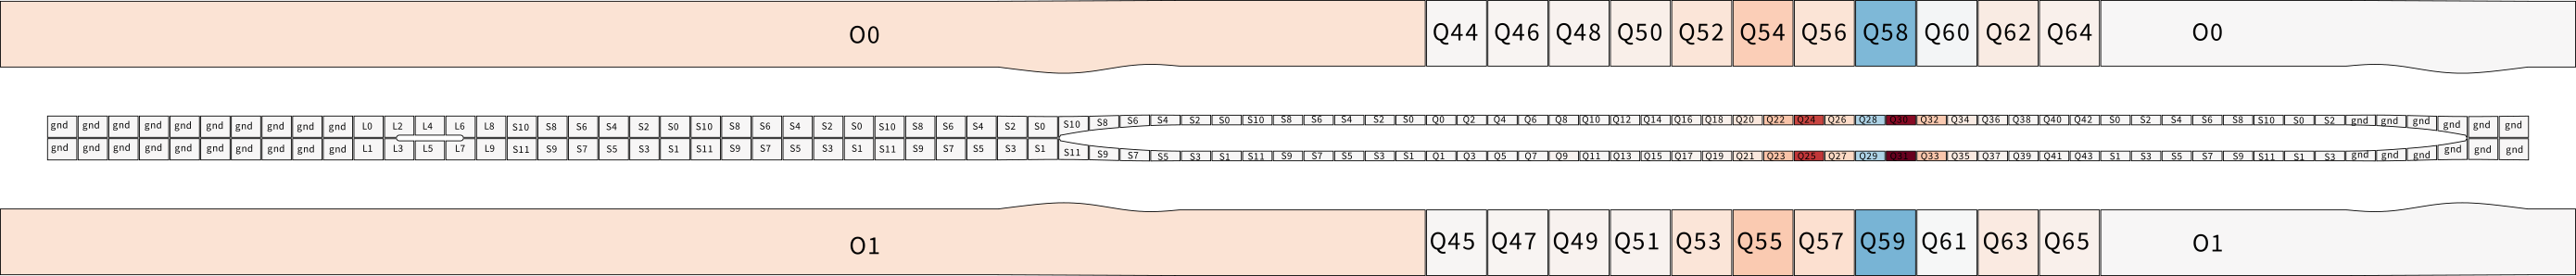 O0 Q44 Q46 Q48 Q50 Q52 Q54 Q56 Q58 Q60 Q62 Q64 O0
gnd gnd gnd gnd gnd gnd gnd gnd gnd gnd L0 L2 L4 L6 L8 S10 S8 S6 S4 S2 S0 S10 S8 S6 S4 S2 S0 S10 S8 S6 S4 S2 S0 S10 S8 S6 S4 S2 S0 S10 S8 S6 S4 S2 S0 Q0 Q2 Q4 Q6 Q8 Q10 Q12 Q14 Q16 Q18 Q20 Q22 Q24 Q26 Q28 Q30 Q32 Q34 Q36 Q38 Q40 Q42 S0 S2 S4 S6 S8 S10 S0 S2 gnd gnd gnd gnd gnd gnd
gnd gnd gnd gnd gnd gnd gnd gnd gnd gnd L1 L3 L5 L7 L9 S11 S9 S7 S5 S3 S1 S11 S9 S7 S5 S3 S1 S11 S9 S7 S5 S3 S1 S11 S9 S7 S5 S3 S1 S11 S9 S7 S5 S3 S1 Q1 Q3 Q5 Q7 Q9 Q11 Q13 Q15 Q17 Q19 Q21 Q23 Q25 Q27 Q29 Q31 Q33 Q35 Q37 Q39 Q41 Q43 S1 S3 S5 S7 S9 S11 S1 S3 gnd gnd gnd gnd gnd gnd
O1 Q45 Q47 Q49 Q51 Q53 Q55 Q57 Q59 Q61 Q63 Q65 O1